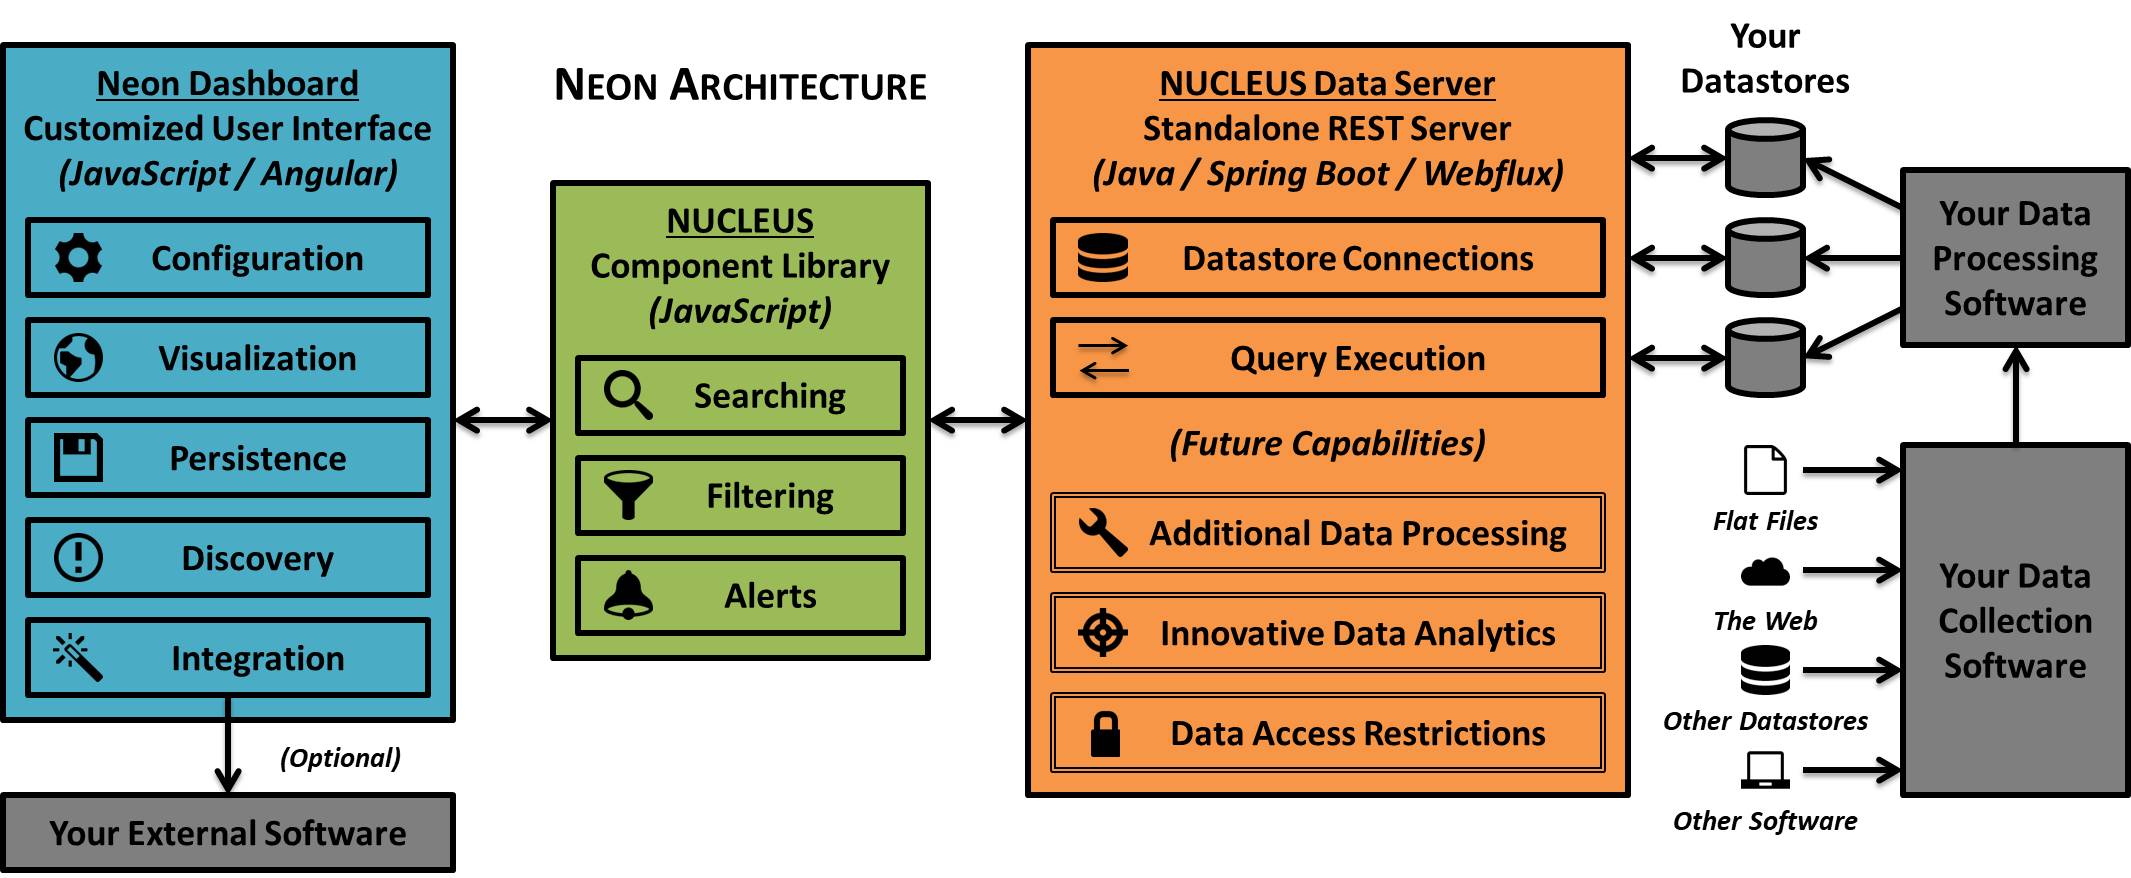 NEON ARCHITECTURE
Neon Dashboard
Customized User Interface
(JavaScript / Angular)
Configuration
Visualization
Persistence
Discovery
Integration
(Optional)
Your External Software
NUCLEUS
Component Library
(JavaScript)
Searching
Filtering
Alerts
NUCLEUS Data Server
Standalone REST Server
(Java / Spring Boot / Webflux)
Datastore Connections
Query Execution
(Future Capabilities)
Additional Data Processing
Innovative Data Analytics
Data Access Restrictions
Your
Datastores
Your Data
Processing
Software
Flat Files
The Web
Other Datastores
Other Software
Your Data
Collection
Software